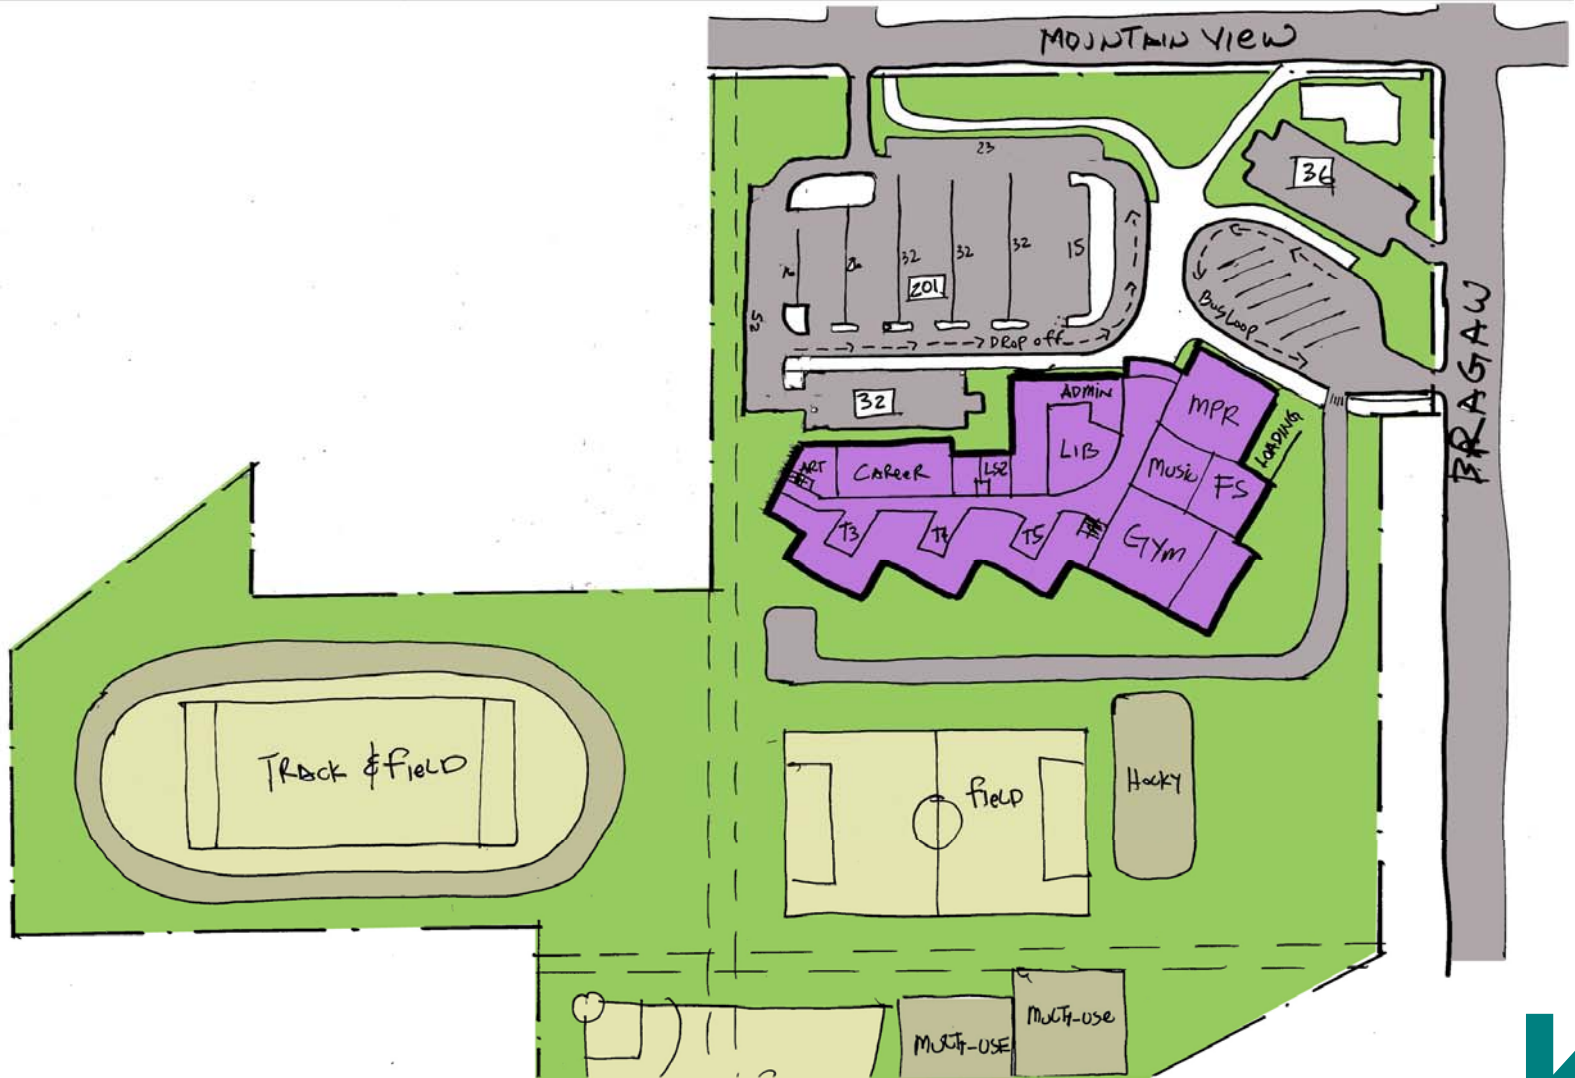 MOUNTAIN VIEW
23
36
32
32
32
15
201
25
DROP off
Bus Loop
BRAGAW
32
ADMIN
MPR
LOADING
LIB
ART
CAREER
Music
FS
T3
T4
T5
GYM
TRACK & FIELD
FIELD
HOCKY
MULTI-USE
MULTI-USE